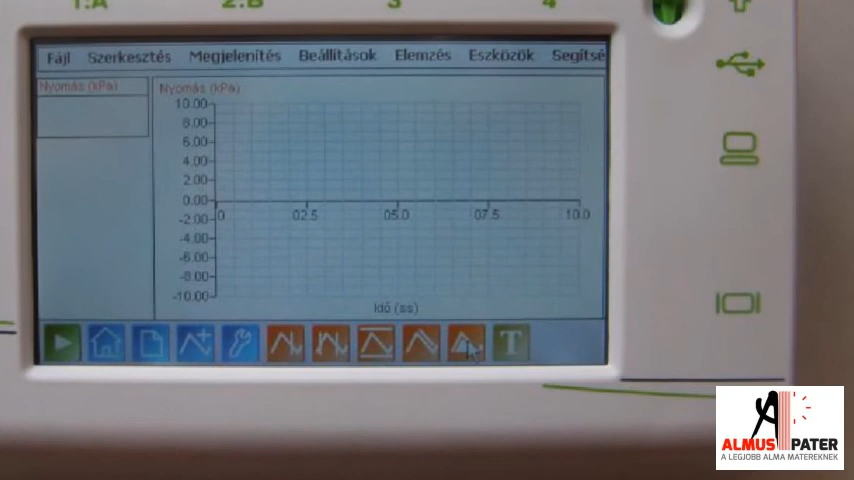 1:A 2:B 3 4
Fájl Szerkesztés Megjelenítés Beállítások Elemzés Eszközök Segítsé
Nyomás (kPa)
Nyomás (kPa)
10.00
8.00
6.00
4.00
2.00
0.00
0 02.5 05.0 07.5 10.0
-2.00
-4.00
-6.00
-8.00
-10.00
Idő (ss)
T
ALMUS PATER
A LEGJOBB ALMA MATEREKNEK